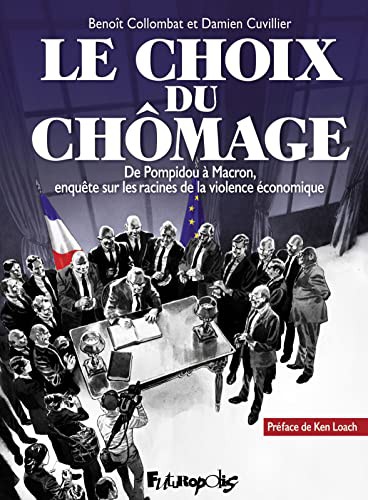 Benoît Collombat et Damien Cuvillier
LE CHOIX
DU
CHÔMAGE
De Pompidou à Macron,
enquête sur les racines de la violence économique
Préface de Ken Loach
Futuropolis